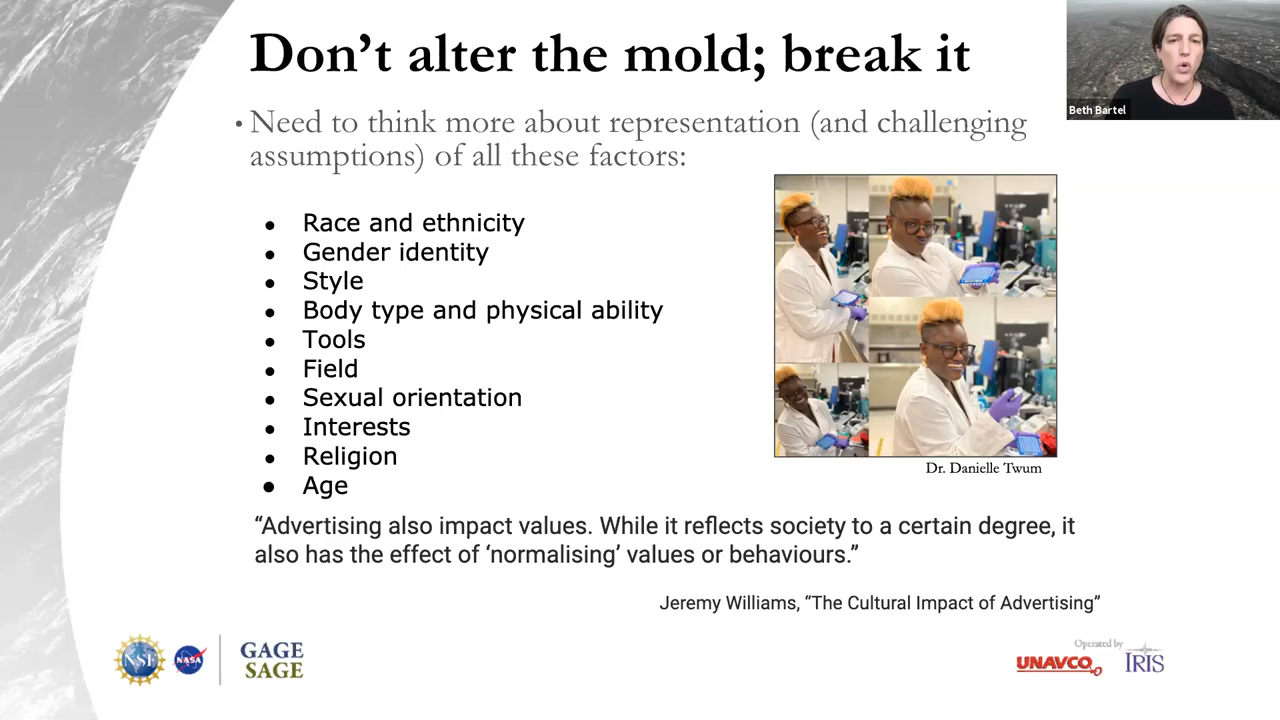 Don’t alter the mold; break it
Beth Bartel
• Need to think more about representation (and challenging
assumptions) of all these factors:
● Race and ethnicity
● Gender identity
● Style
● Body type and physical ability
● Tools
● Field
● Sexual orientation
● Interests
● Religion
● Age
Dr. Danielle Twum
“Advertising also impact values. While it reflects society to a certain degree, it
also has the effect of ‘normalising’ values or behaviours.”
Jeremy Williams, “The Cultural Impact of Advertising”
NSF
NASA
GAGE
SAGE
Operated by
UNAVCO
IRIS